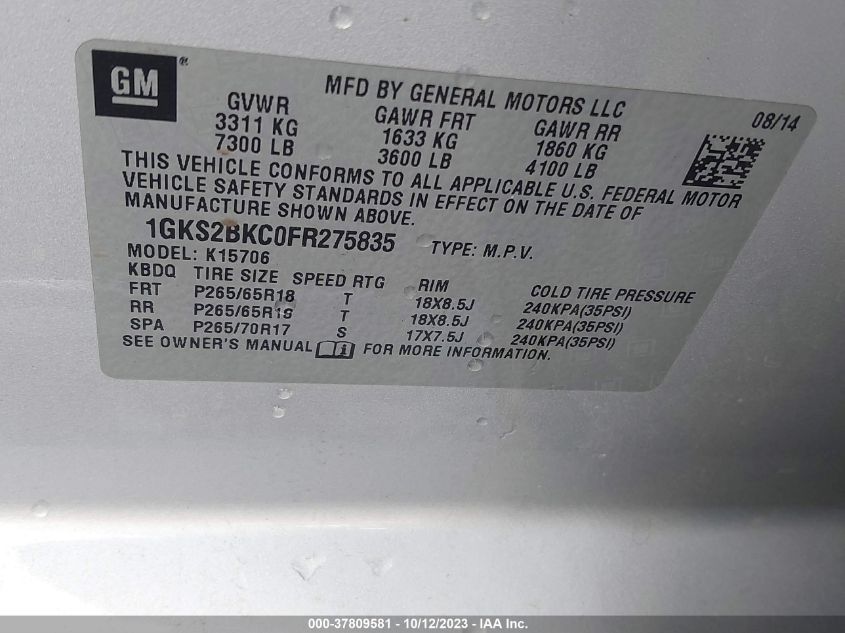 GM®
MFD BY GENERAL MOTORS LLC
08/14
GVWR GAWR FRT GAWR RR
3311 KG 1633 KG 1860 KG
7300 LB 3600 LB 4100 LB
THIS VEHICLE CONFORMS TO ALL APPLICABLE U.S. FEDERAL MOTOR
VEHICLE SAFETY STANDARDS IN EFFECT ON THE DATE OF
MANUFACTURE SHOWN ABOVE.
1GKS2BKC0FR275835 TYPE: M.P.V.
MODEL: K15706
KBDQ TIRE SIZE SPEED RTG RIM COLD TIRE PRESSURE
FRT P265/65R18 T 18X8.5J 240KPA(35PSI)
RR P265/65R18 T 18X8.5J 240KPA(35PSI)
SPA P265/70R17 S 17X7.5J 240KPA(35PSI)
SEE OWNER'S MANUAL FOR MORE INFORMATION.
000-37809581 - 10/12/2023 - IAA Inc.